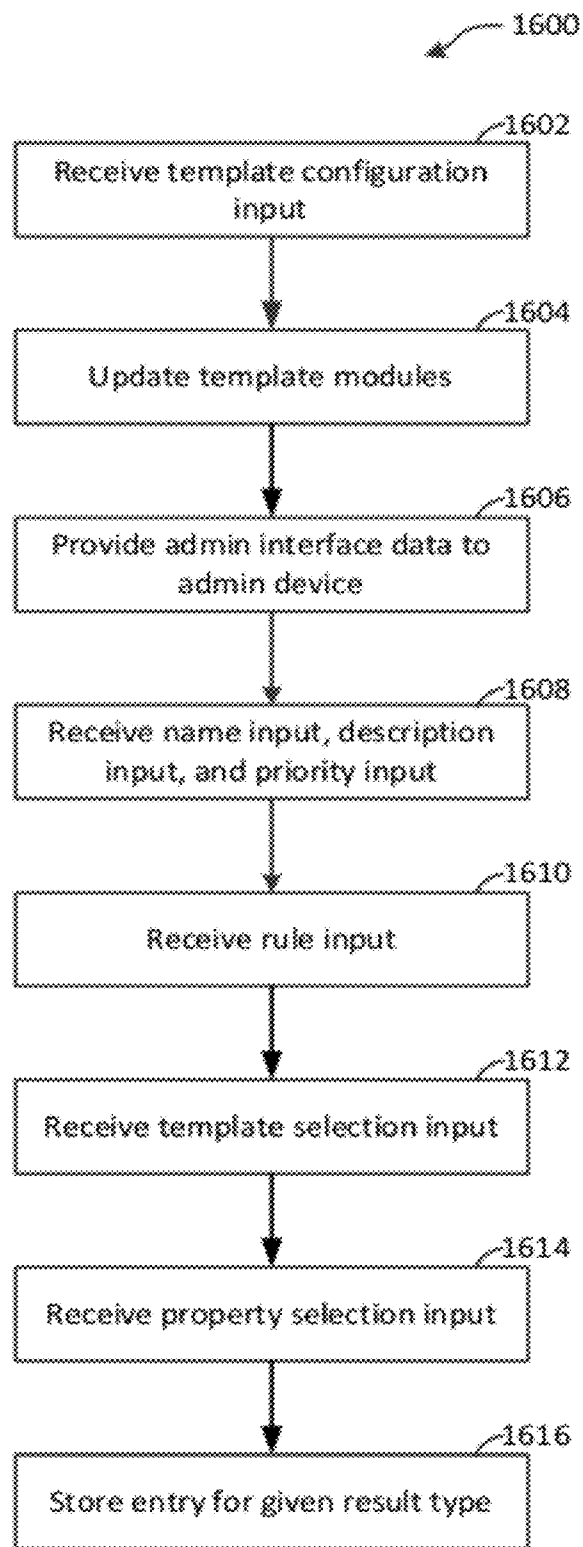 1600
1602
Receive template configuration
input
1604
Update template modules
1606
Provide admin interface data to
admin device
1608
Receive name input, description
input, and priority input
1610
Receive rule input
1612
Receive template selection input
1614
Receive property selection input
1616
Store entry for given result type